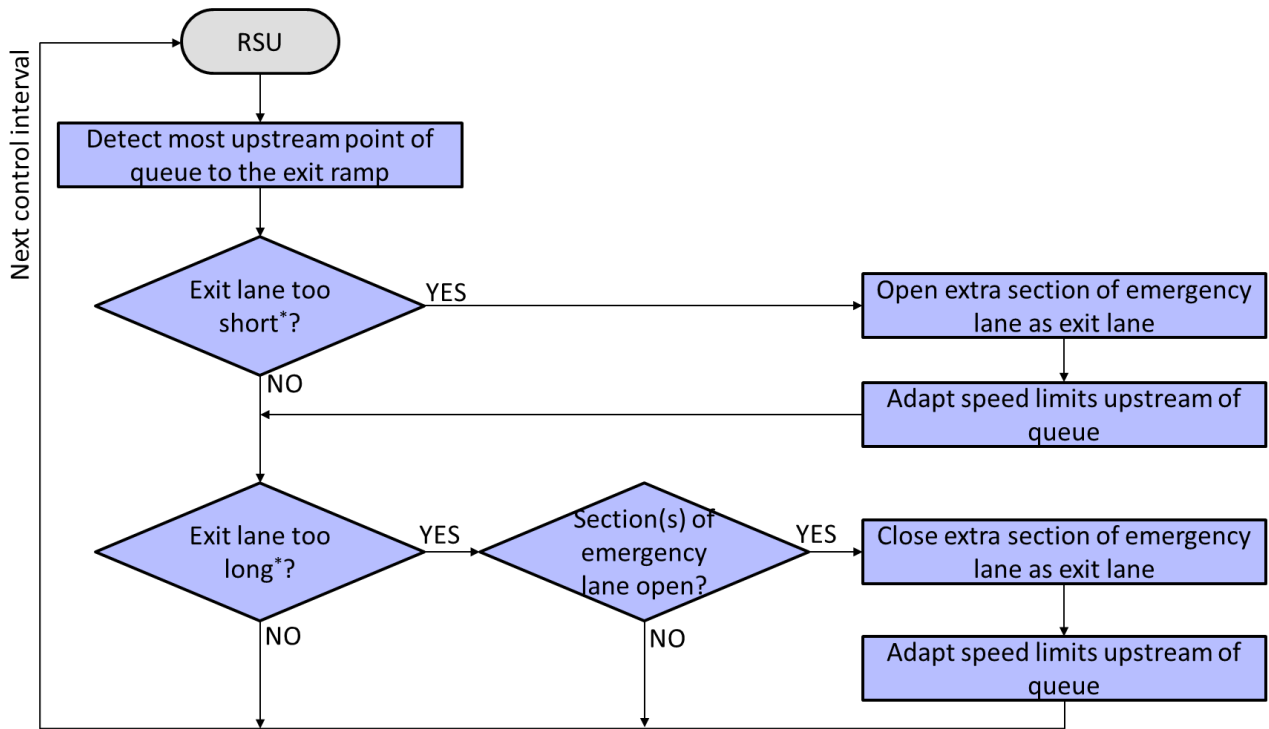 RSU
Next control interval
Detect most upstream point of
queue to the exit ramp
Exit lane too
short*?
YES
NO
Open extra section of emergency
lane as exit lane
Adapt speed limits upstream of
queue
Exit lane too
long*?
YES
NO
Section(s) of
emergency
lane open?
YES
NO
Close extra section of emergency
lane as exit lane
Adapt speed limits upstream of
queue